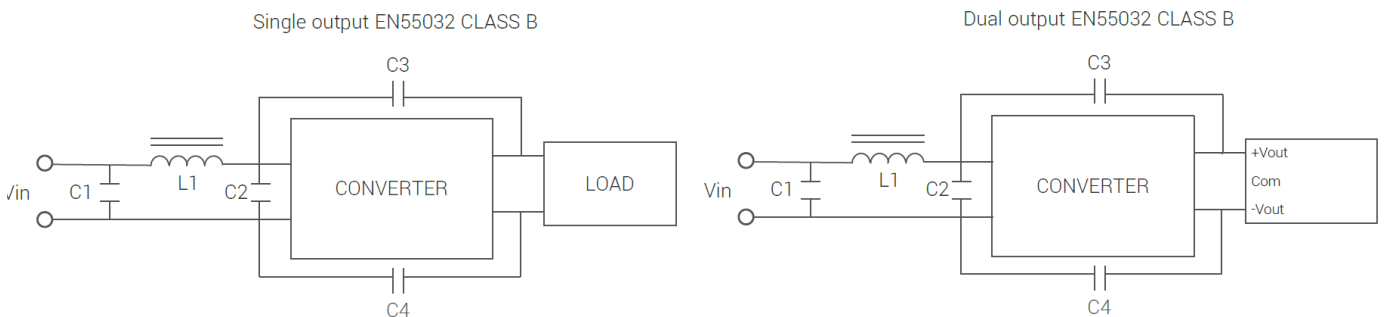 Single output EN55032 CLASS B
C3
C1
L1
C2
CONVERTER
LOAD
C4
Dual output EN55032 CLASS B
C3
Vin
C1
L1
C2
CONVERTER
+Vout
Com
-Vout
C4